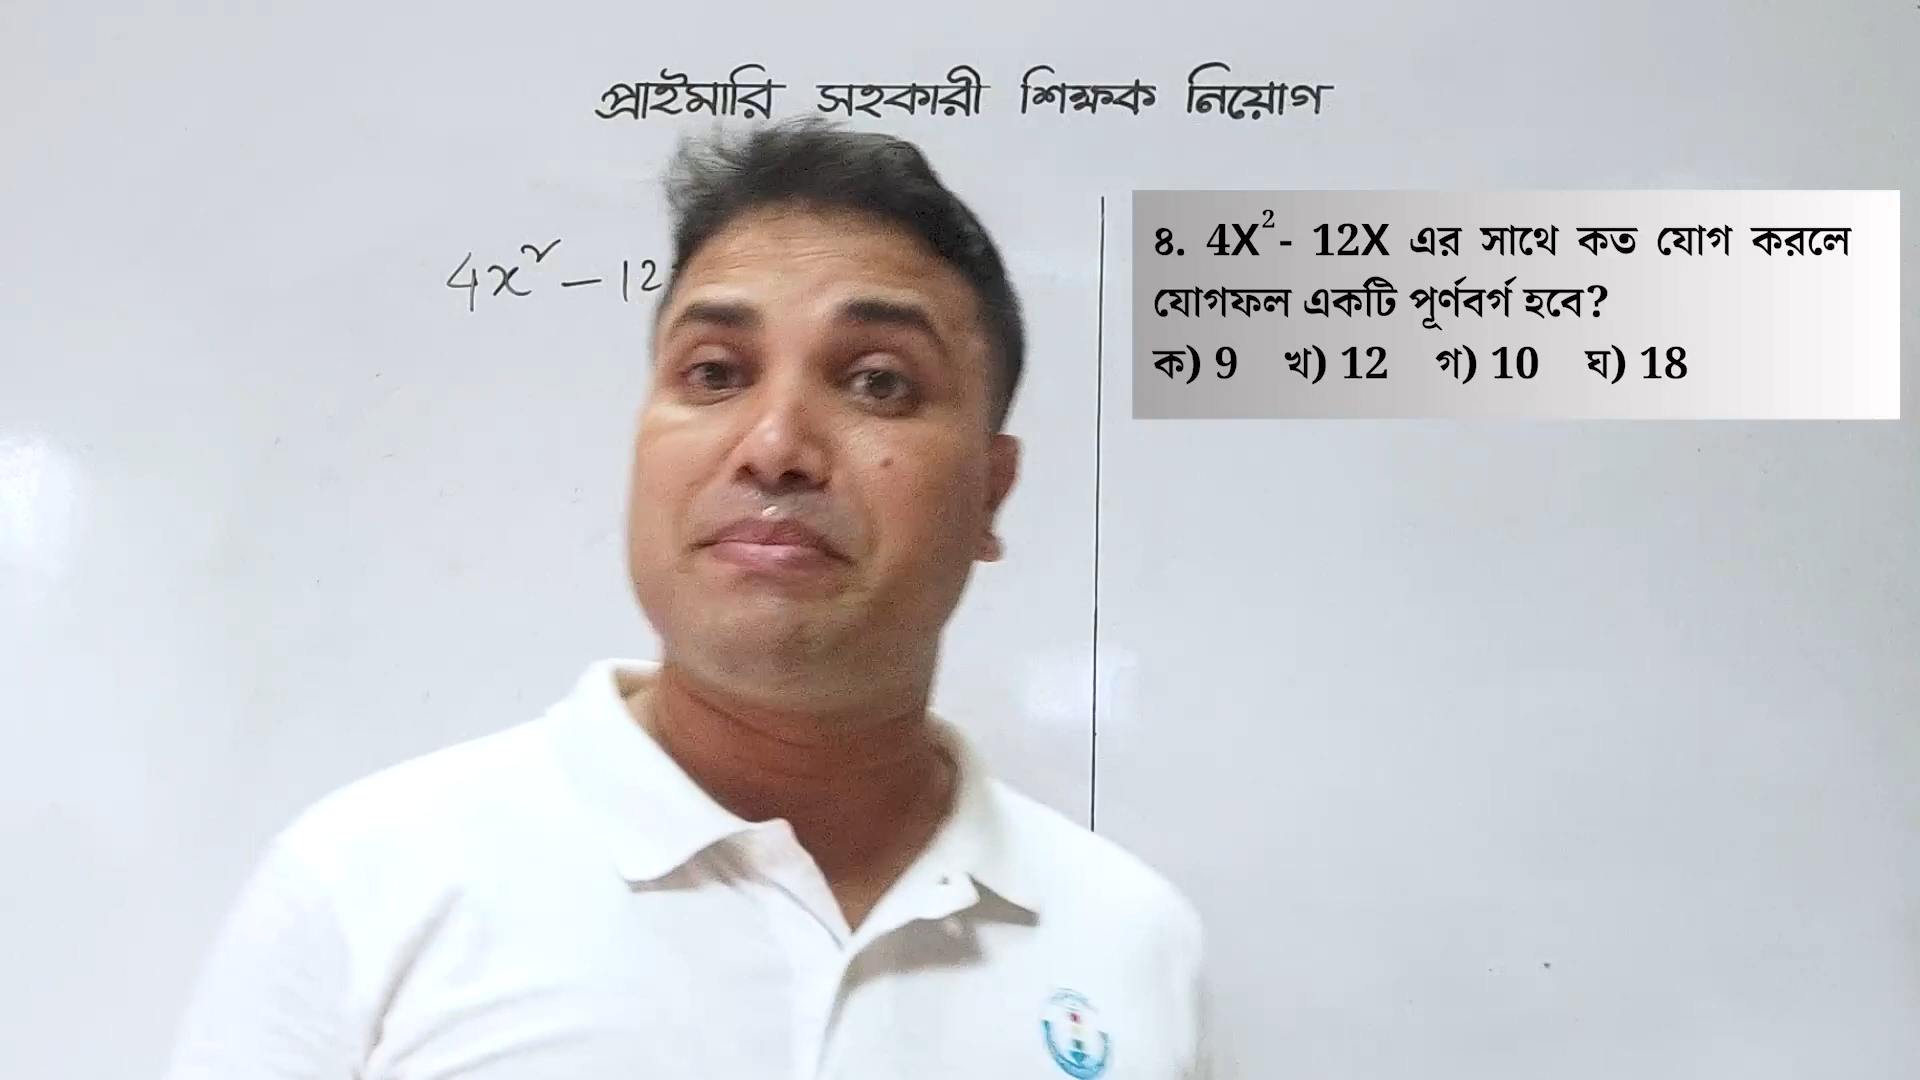 প্রাইমারি সহকারী শিক্ষক নিয়োগ
4x² - 12
৪. 4X² - 12X এর সাথে কত যোগ করলে
যোগফল একটি পূর্ণবর্গ হবে?
ক) 9 খ) 12 গ) 10 ঘ) 18